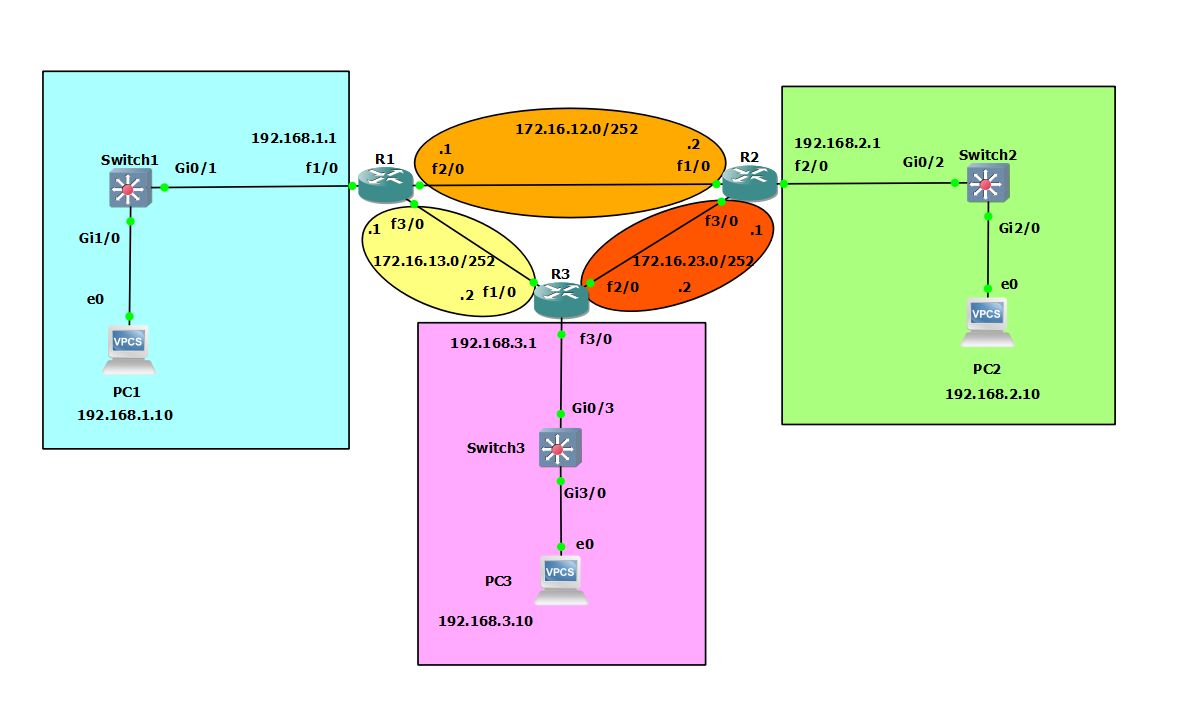 172.16.12.0/252
192.168.1.1
.1
.2
192.168.2.1
Switch1
Gi0/1
f1/0
R1
f2/0
f1/0
R2
f2/0
Gi0/2
Switch2
Gi1/0
.1
f3/0
f3/0
.1
Gi2/0
172.16.13.0/252
172.16.23.0/252
R3
e0
.2
f1/0
f2/0
.2
e0
VPCS
VPCS
192.168.3.1
f3/0
PC1
192.168.1.10
PC2
192.168.2.10
Gi0/3
Switch3
Gi3/0
e0
VPCS
PC3
192.168.3.10